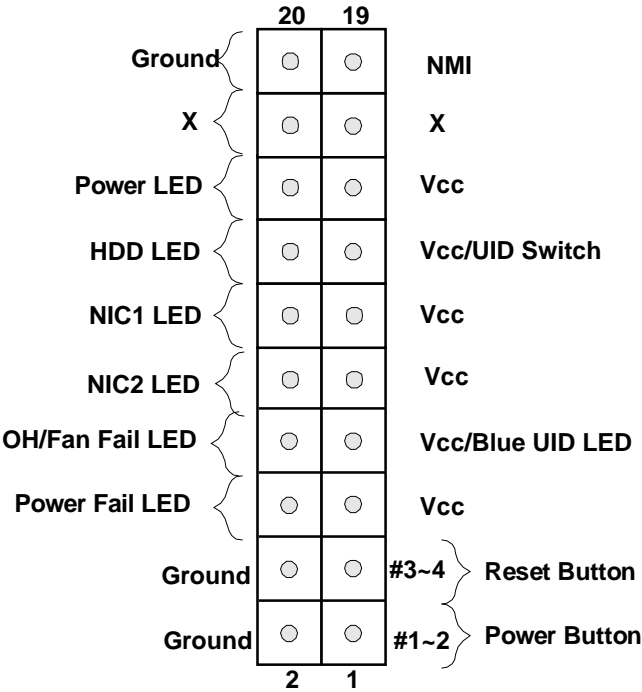 20 19
Ground NMI
X X
Power LED Vcc
HDD LED Vcc/UID Switch
NIC1 LED Vcc
NIC2 LED Vcc
OH/Fan Fail LED Vcc/Blue UID LED
Power Fail LED Vcc
Ground #3~4 Reset Button
Ground #1~2 Power Button
2 1